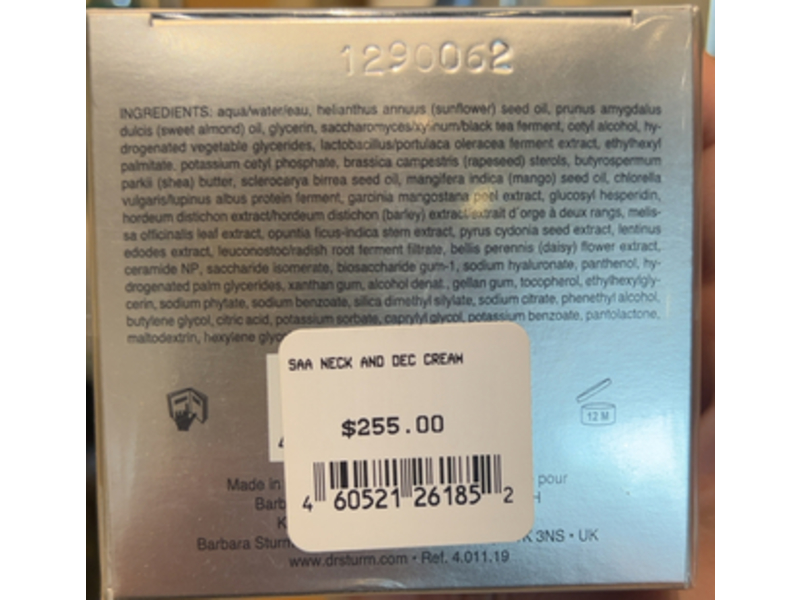 1290062
INGREDIENTS: aqua/water/eau, helianthus annuus (sunflower) seed oil, prunus amygdalus
dulcis (sweet almond) oil, glycerin, saccharomyces/xylinum/black tea ferment, cetyl alcohol, hy-
drogenated vegetable glycerides, lactobacillus/portulaca oleracea ferment extract, ethylhexyl
palmitate, potassium cetyl phosphate, brassica campestris (rapeseed) sterols, butyrospermum
parkii (shea) butter, sclerocarya birrea seed oil, mangifera indica (mango) seed oil, chlorella
vulgaris/lupinus albus protein ferment, garcinia mangostana peel extract, glucosyl hesperidin,
hordeum distichon extract/hordeum distichon (barley) extract/extrait d'orge à deux rangs, melis-
sa officinalis leaf extract, opuntia ficus-indica stem extract, pyrus cydonia seed extract, lentinus
edodes extract, leuconostoc/radish root ferment filtrate, bellis perennis (daisy) flower extract,
ceramide NP, saccharide isomerate, biosaccharide gum-1, sodium hyaluronate, panthenol, hy-
drogenated palm glycerides, xanthan gum, alcohol denat., gellan gum, tocopherol, ethylhexylgly-
cerin, sodium phytate, sodium benzoate, silica dimethyl silylate, sodium citrate, phenethyl alcohol,
butylene glycol, citric acid, potassium sorbate, caprylyl glycol, potassium benzoate, pantolactone,
maltodextrin, hexylene
SAA NECK AND DEC CREAM
$255.00
4 60521 26185 2
12 M
Made in pour
Barbara Sturm 3NS • UK
www.drsturm.com • Ref. 4.011.19